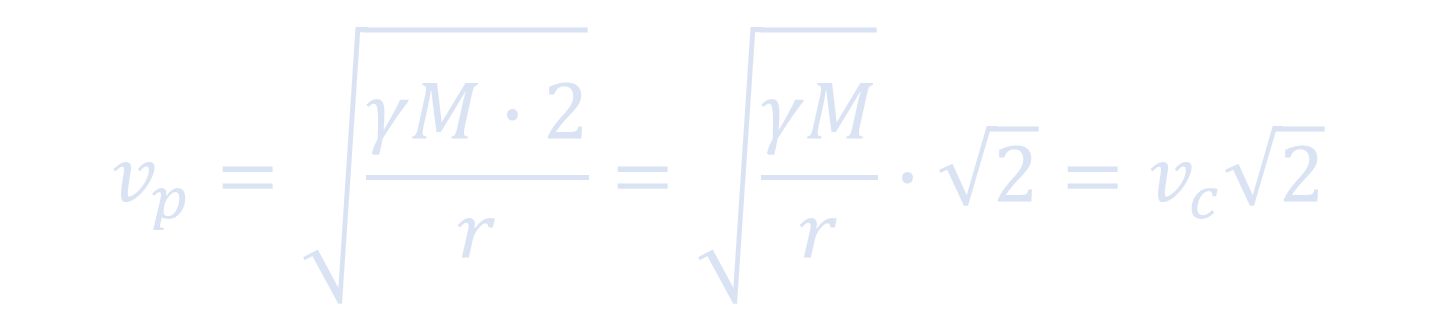 v_p = √(γM · 2 / r) = √(γM / r) · √2 = v_c√2